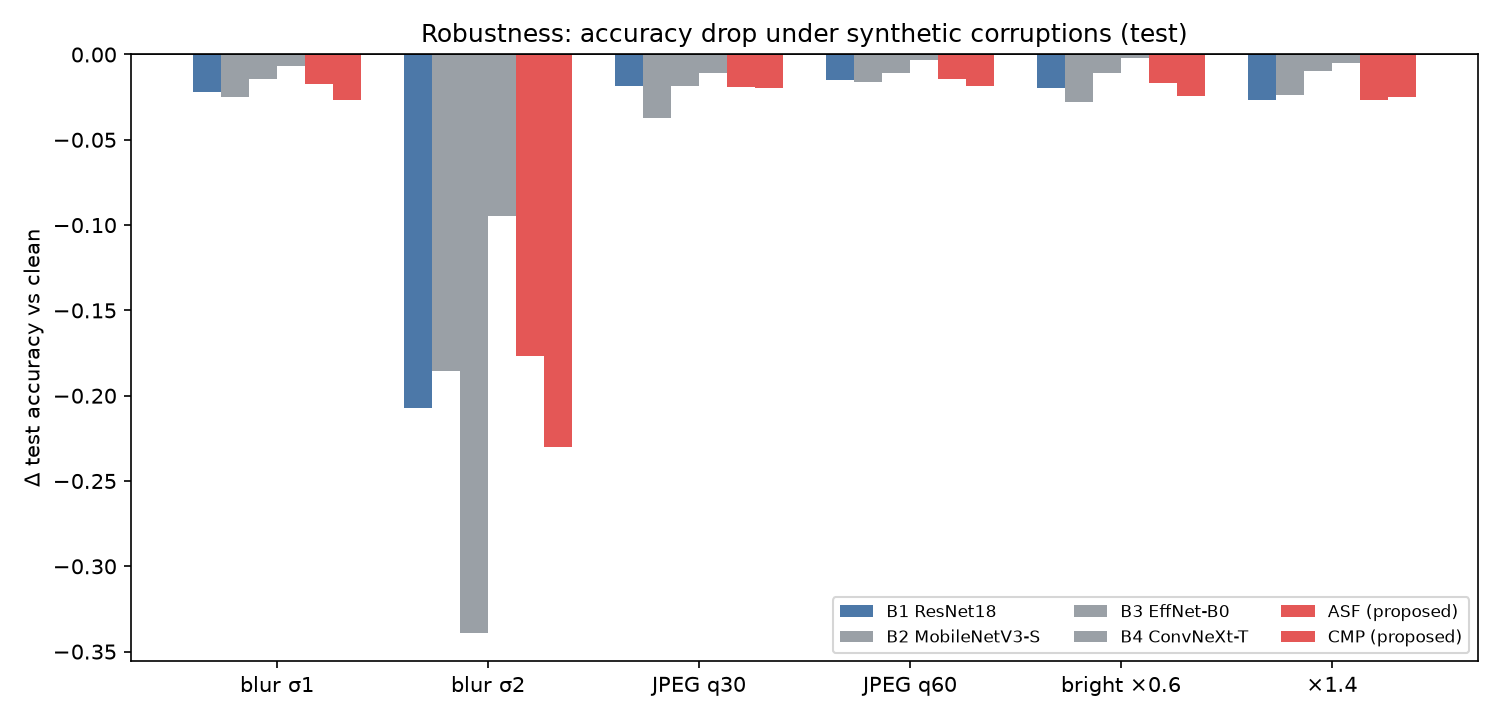 Robustness: accuracy drop under synthetic corruptions (test)
Δ test accuracy vs clean
0.00
−0.05
−0.10
−0.15
−0.20
−0.25
−0.30
−0.35
blur σ1
blur σ2
JPEG q30
JPEG q60
bright ×0.6
×1.4
B1 ResNet18
B2 MobileNetV3-S
B3 EffNet-B0
B4 ConvNeXt-T
ASF (proposed)
CMP (proposed)